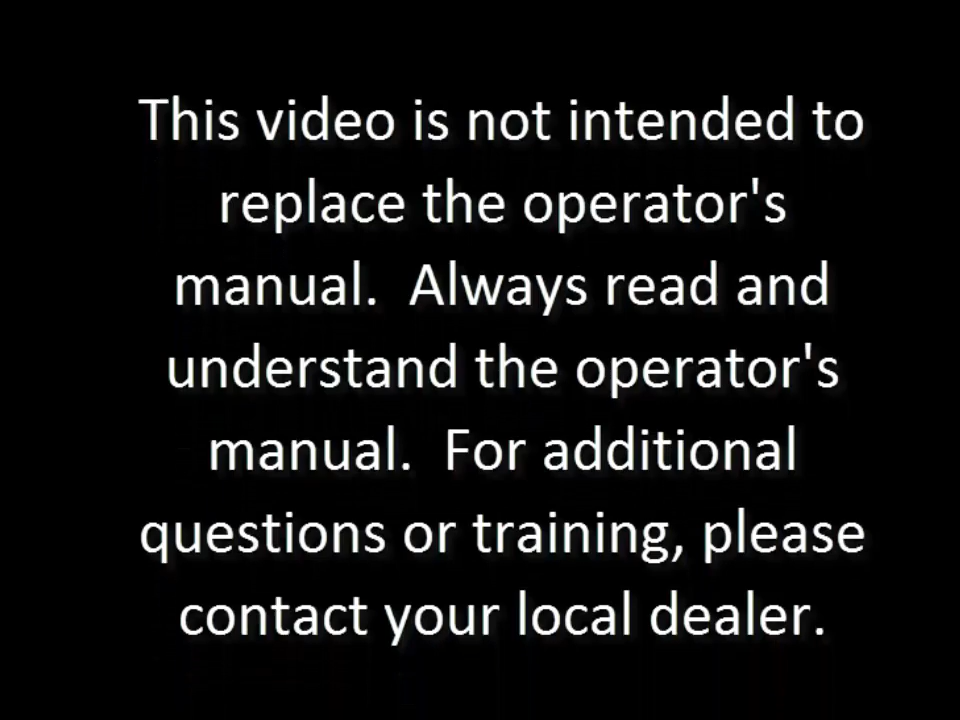 This video is not intended to
replace the operator's
manual.  Always read and
understand the operator's
manual.  For additional
questions or training, please
contact your local dealer.